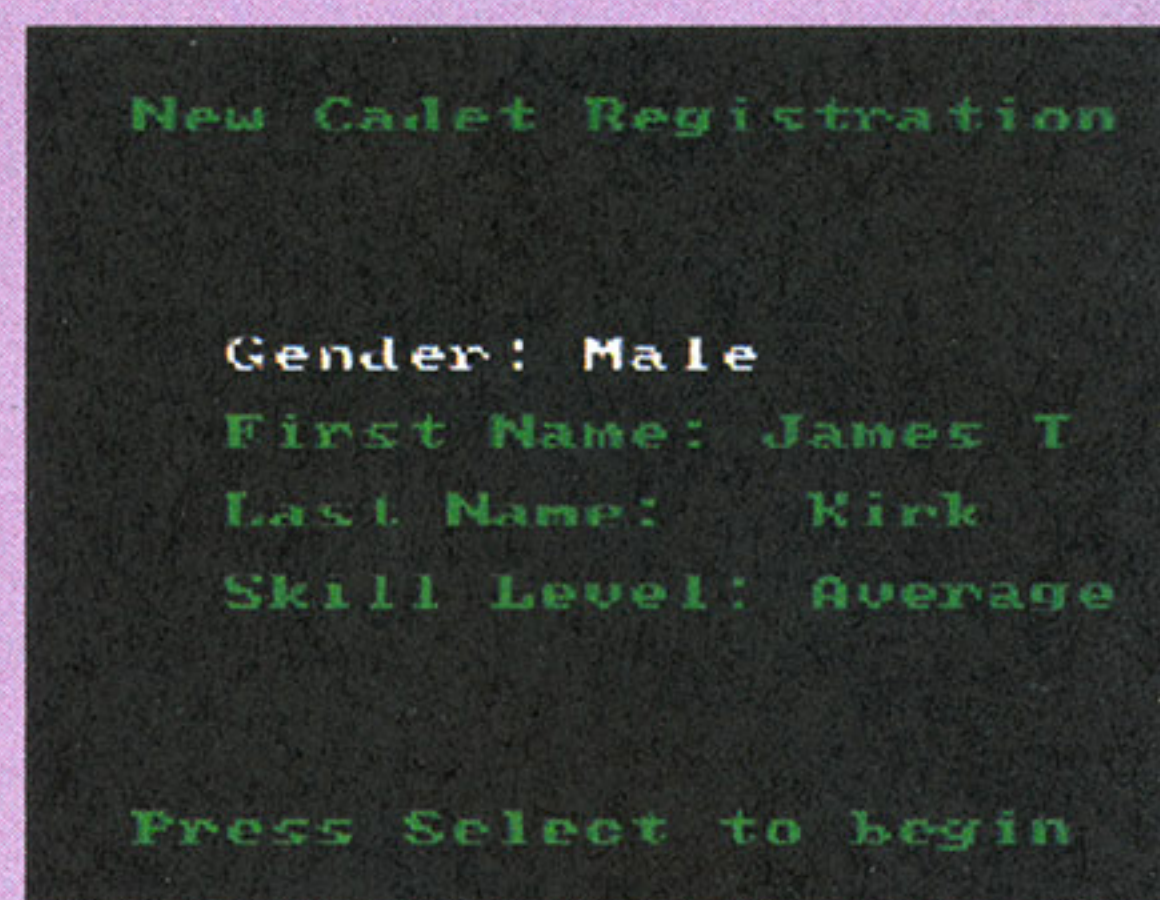 New Cadet Registration
Gender: Male
First Name: James T
Last Name: Kirk
Skill Level: Average
Press Select to begin